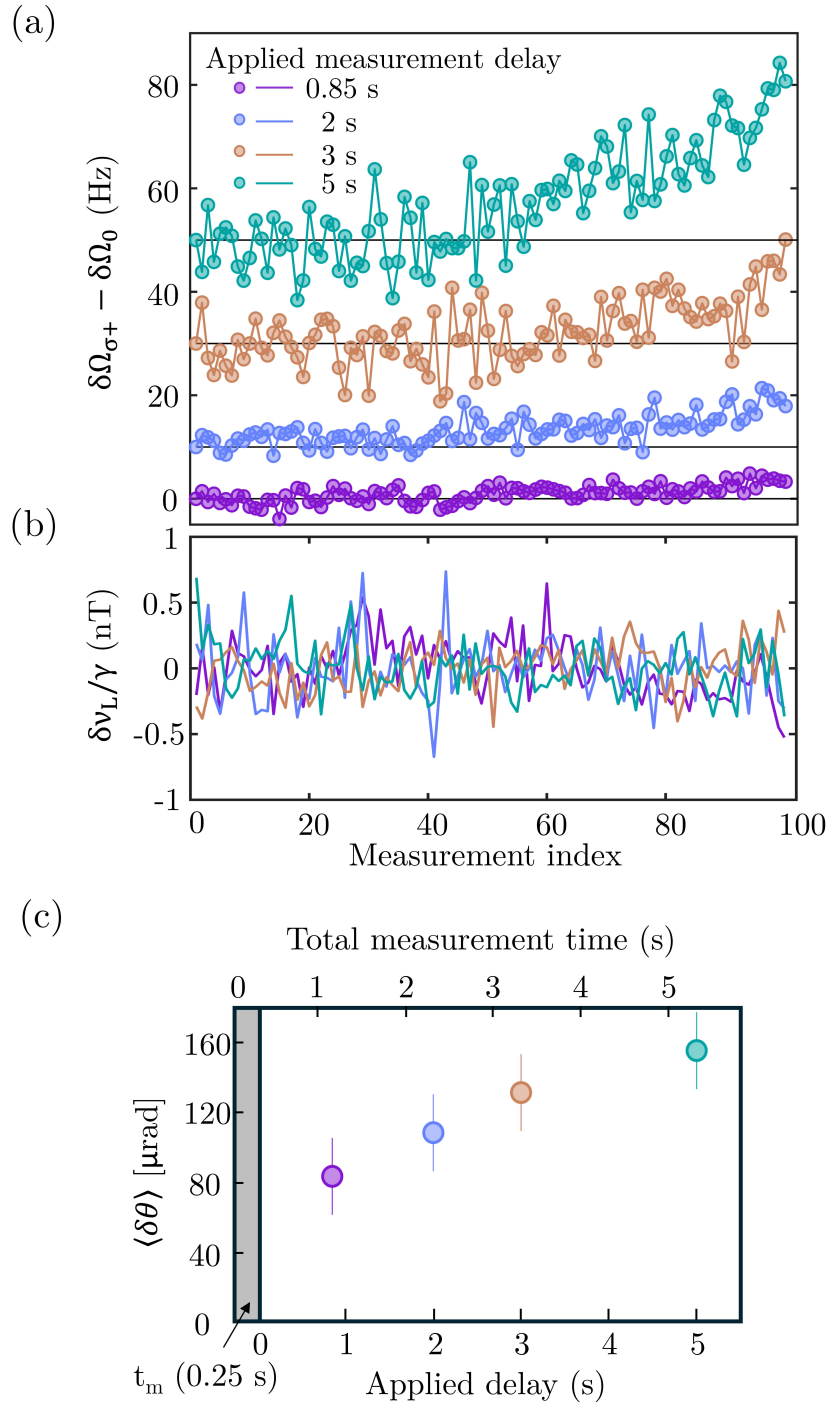 (a)
Applied measurement delay
0.85 s
2 s
3 s
5 s
80
60
40
20
0
δΩσ+ − δΩ0 (Hz)
(b)
1
0.5
0
-0.5
-1
δνL/γ (nT)
0 20 40 60 80 100
Measurement index
(c)
Total measurement time (s)
0 1 2 3 4 5
160
120
80
40
0
⟨δθ⟩ [μrad]
0 1 2 3 4 5
tm (0.25 s)
Applied delay (s)